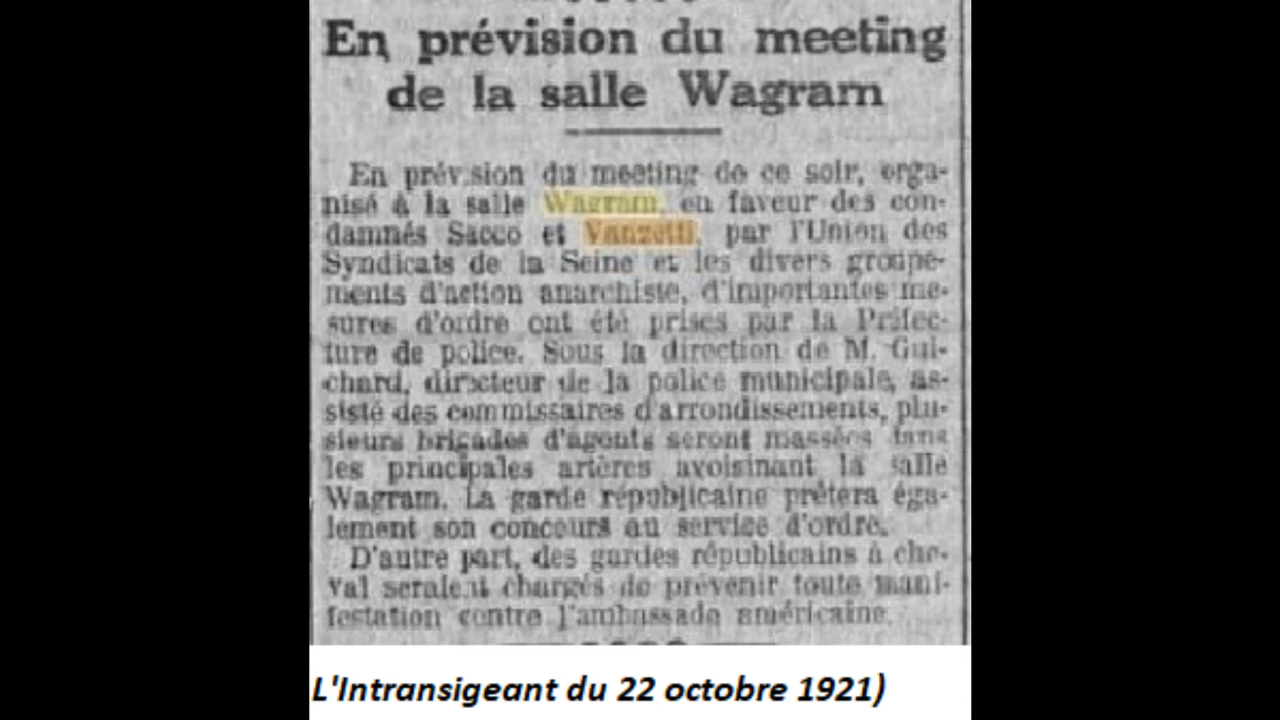 En prévision du meeting
de la salle Wagram
En prévision du meeting de ce soir, orga-
nisé à la salle Wagram, en faveur des con-
damnés Sacco et Vanzetti, par l'Union des
Syndicats de la Seine et les divers groupe-
ments d'action anarchiste, d'importantes me-
sures d'ordre ont été prises par la Préfec-
ture de police. Sous la direction de M. Gui-
chard, directeur de la police municipale, as-
sisté des commissaires d'arrondissements, plu-
sieurs brigades d'agents seront massées dans
les principales artères avoisinant la salle
Wagram. La garde républicaine prêtera éga-
lement son concours au service d'ordre.
D'autre part, des gardes républicains à che-
val seraient chargés de prévenir toute mani-
festation contre l'ambassade américaine.
L'Intransigeant du 22 octobre 1921)